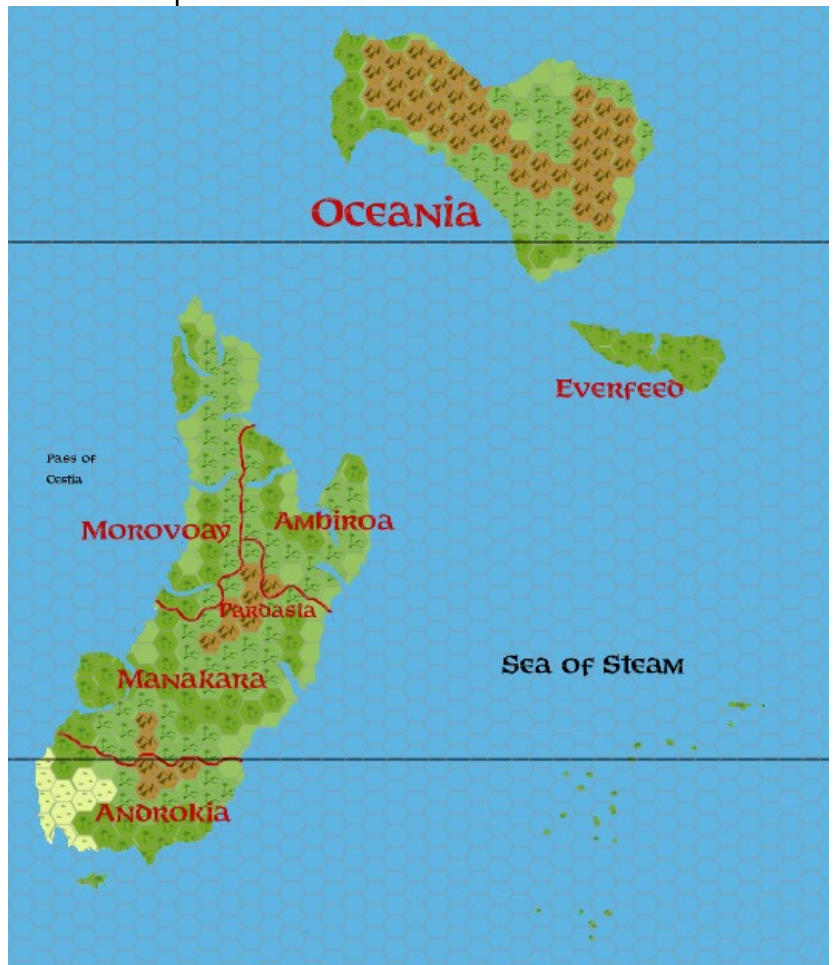 Oceania
Everfeed
Pass of
Cestia
Ambiroa
Morovoay
Pardasia
Sea of Steam
Manakara
Androkia